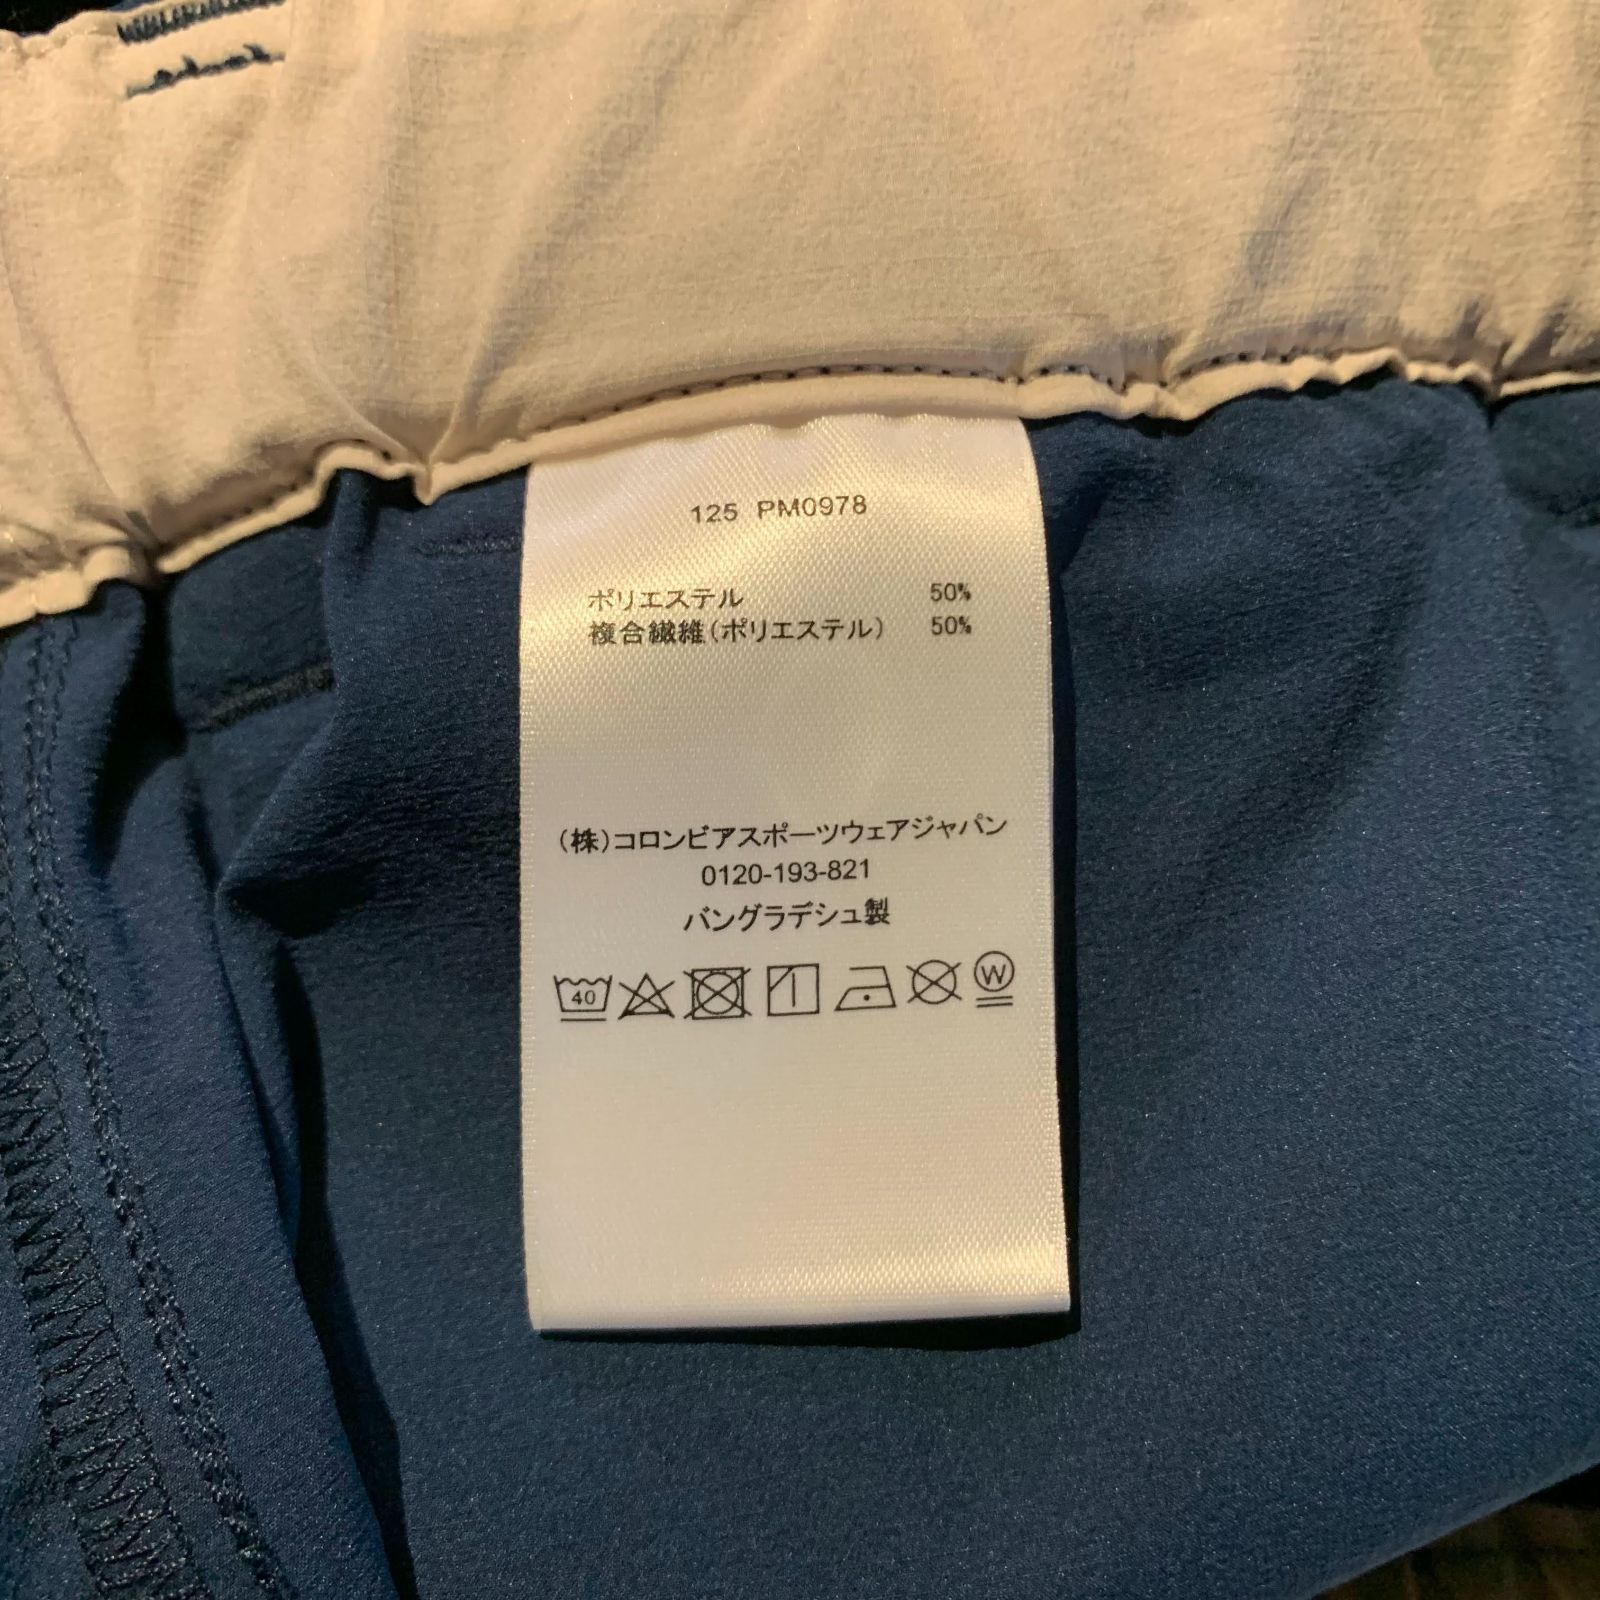 125 PM0978
ポリエステル 50%
複合繊維(ポリエステル) 50%
(株)コロンビアスポーツウェアジャパン
0120-193-821
バングラデシュ製
40 W